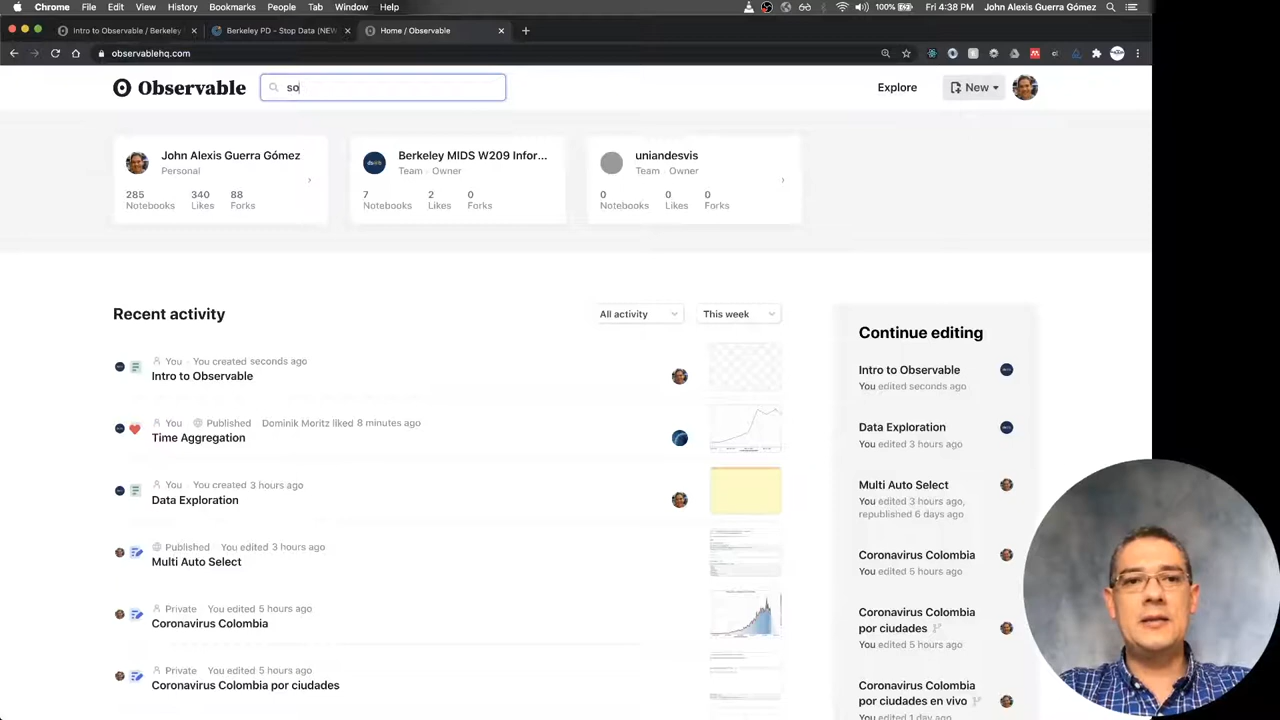 Chrome File Edit View History Bookmarks People Tab Window Help
100% Fri 4:38 PM John Alexis Guerra Gómez
Intro to Observable / Berkeley
Berkeley PD - Stop Data (NEW
Home / Observable
observablehq.com
Observable
so
Explore
New
John Alexis Guerra Gómez
Personal
285 340 88
Notebooks Likes Forks
Berkeley MIDS W209 Infor...
Team · Owner
7 2 0
Notebooks Likes Forks
uniandesvis
Team · Owner
0 0 0
Notebooks Likes Forks
Recent activity
All activity
This week
You · You created seconds ago
Intro to Observable
You Published Dominik Moritz liked 8 minutes ago
Time Aggregation
You · You created 3 hours ago
Data Exploration
Published You edited 3 hours ago
Multi Auto Select
Private You edited 5 hours ago
Coronavirus Colombia
Private You edited 5 hours ago
Coronavirus Colombia por ciudades
Continue editing
Intro to Observable
You edited seconds ago
Data Exploration
You edited 3 hours ago
Multi Auto Select
You edited 3 hours ago,
republished 6 days ago
Coronavirus Colombia
You edited 5 hours ago
Coronavirus Colombia
por ciudades
You edited 5 hours ago
Coronavirus Colombia
por ciudades en vivo
You edited 1 day ago